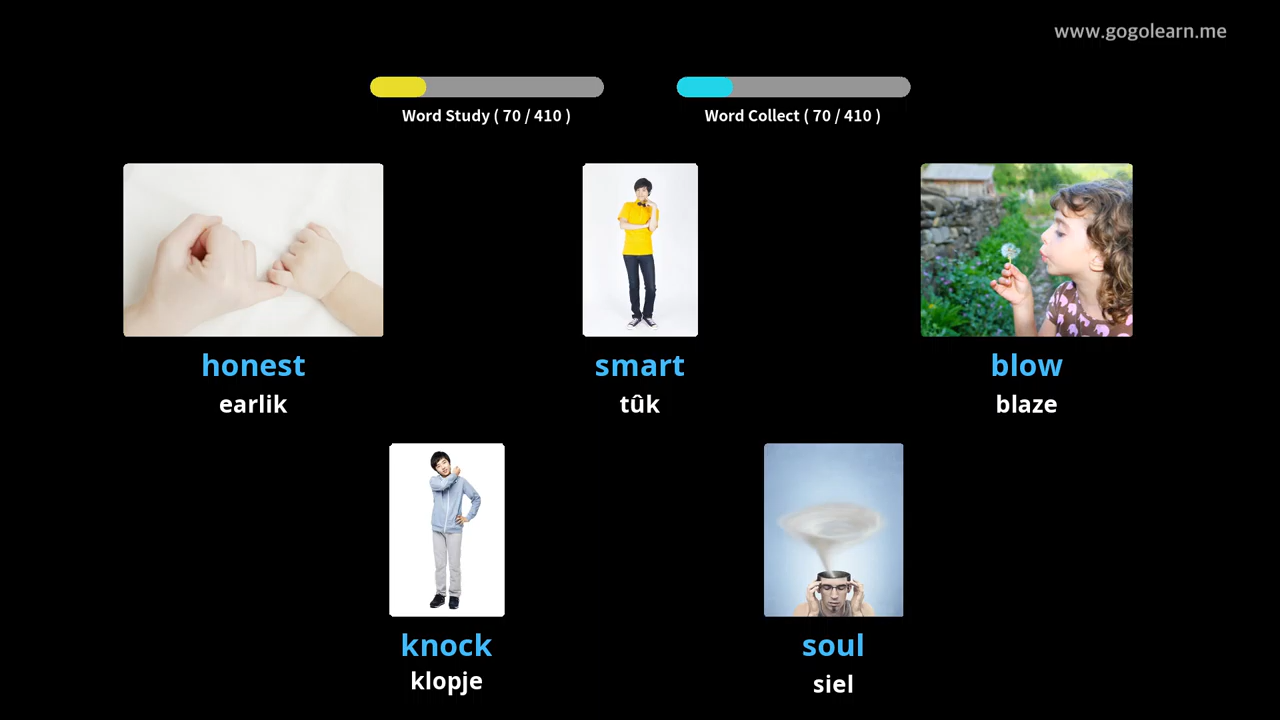 www.gogolearn.me
Word Study ( 70 / 410 )
Word Collect ( 70 / 410 )
honest
earlik
smart
tûk
blow
blaze
knock
klopje
soul
siel